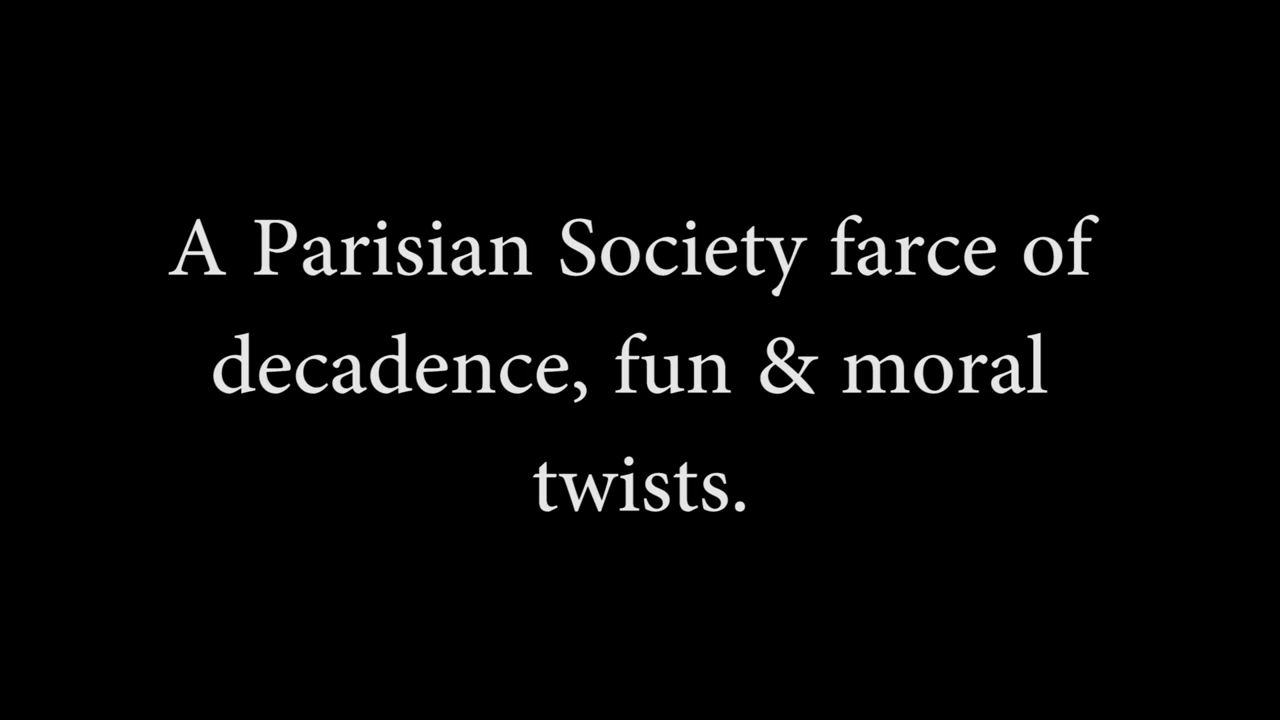 A Parisian Society farce of
decadence, fun & moral
twists.